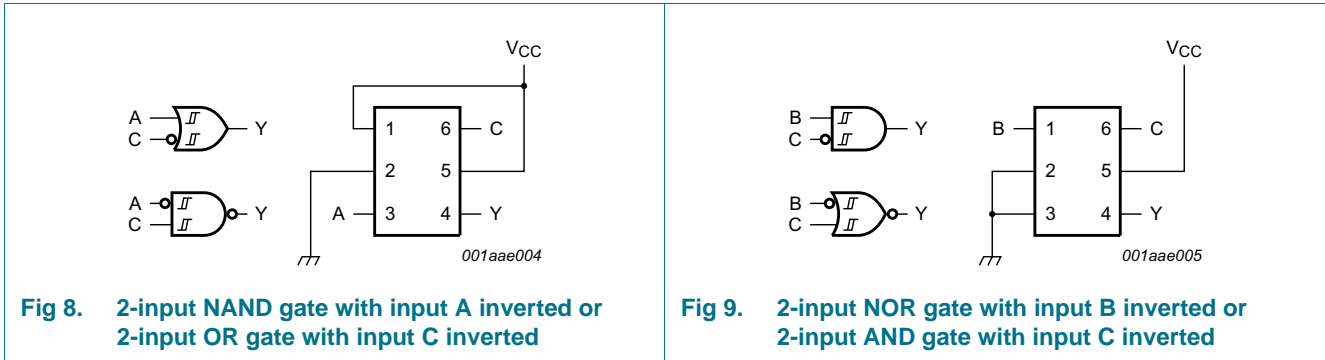 VCC
A
C
Y
A
C
Y
1
6
C
2
5
A
3
4
Y
001aae004
Fig 8. 2-input NAND gate with input A inverted or
2-input OR gate with input C inverted
VCC
B
C
Y
B
C
Y
B
1
6
C
2
5
3
4
Y
001aae005
Fig 9. 2-input NOR gate with input B inverted or
2-input AND gate with input C inverted